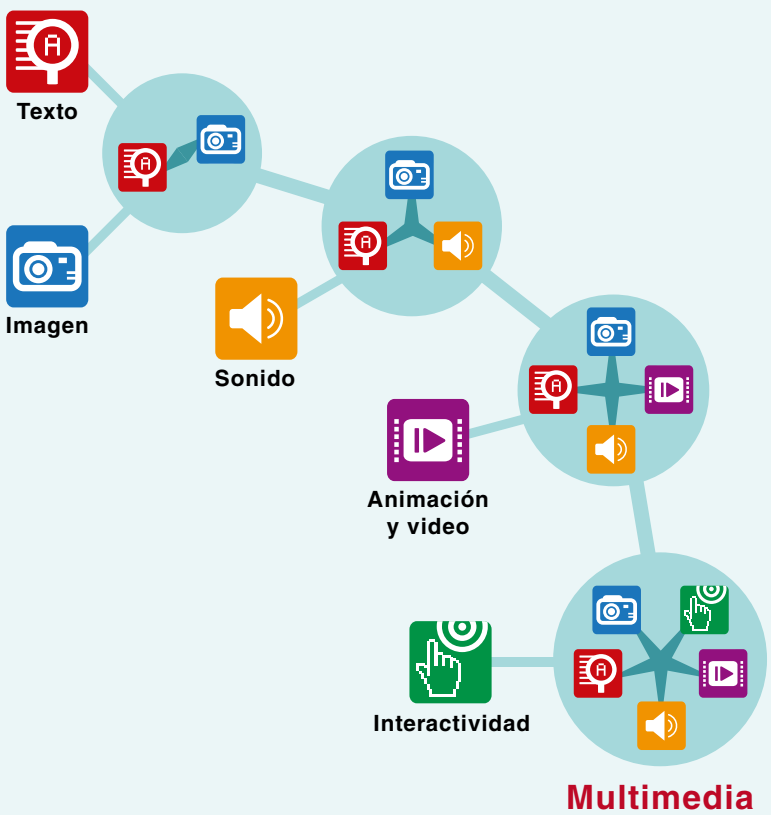 Texto
Imagen
Sonido
Animación
y video
Interactividad
Multimedia